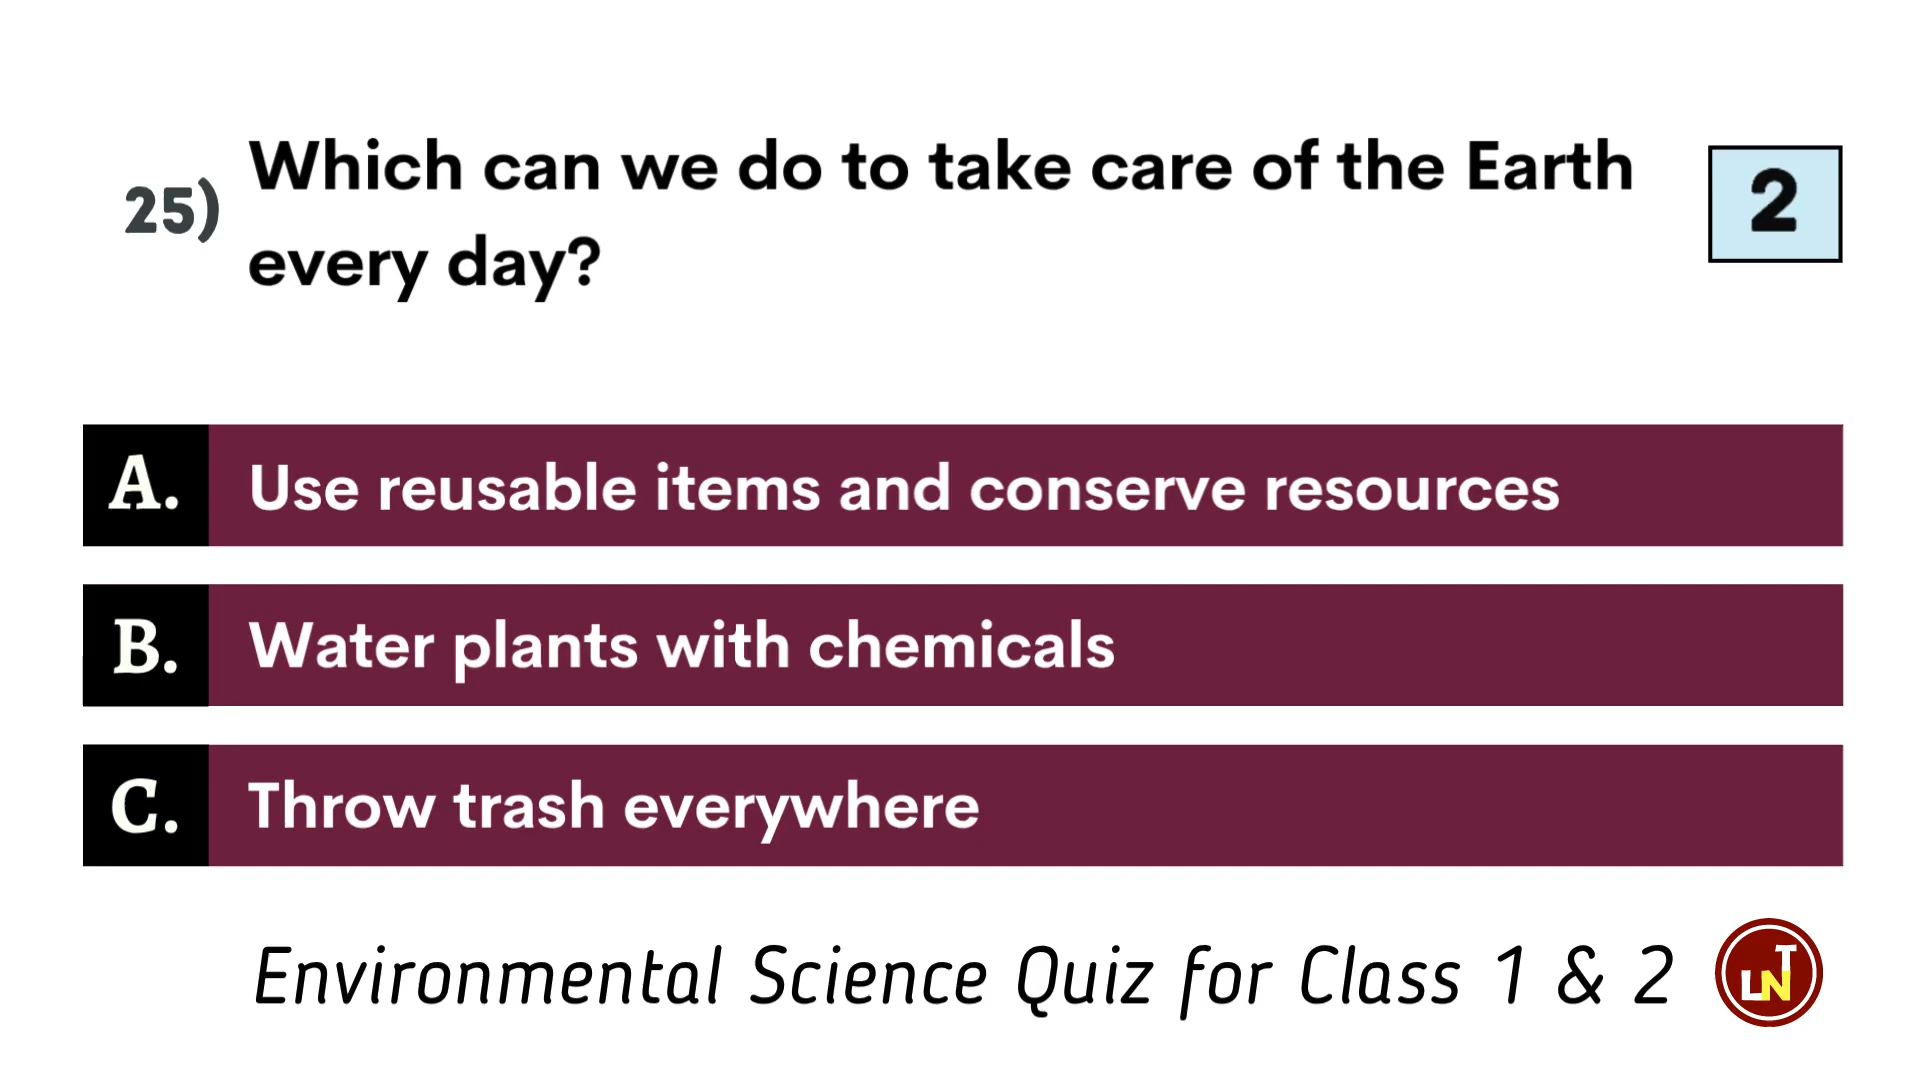 25) Which can we do to take care of the Earth
every day?
2
A. Use reusable items and conserve resources
B. Water plants with chemicals
C. Throw trash everywhere
Environmental Science Quiz for Class 1 & 2
LNT